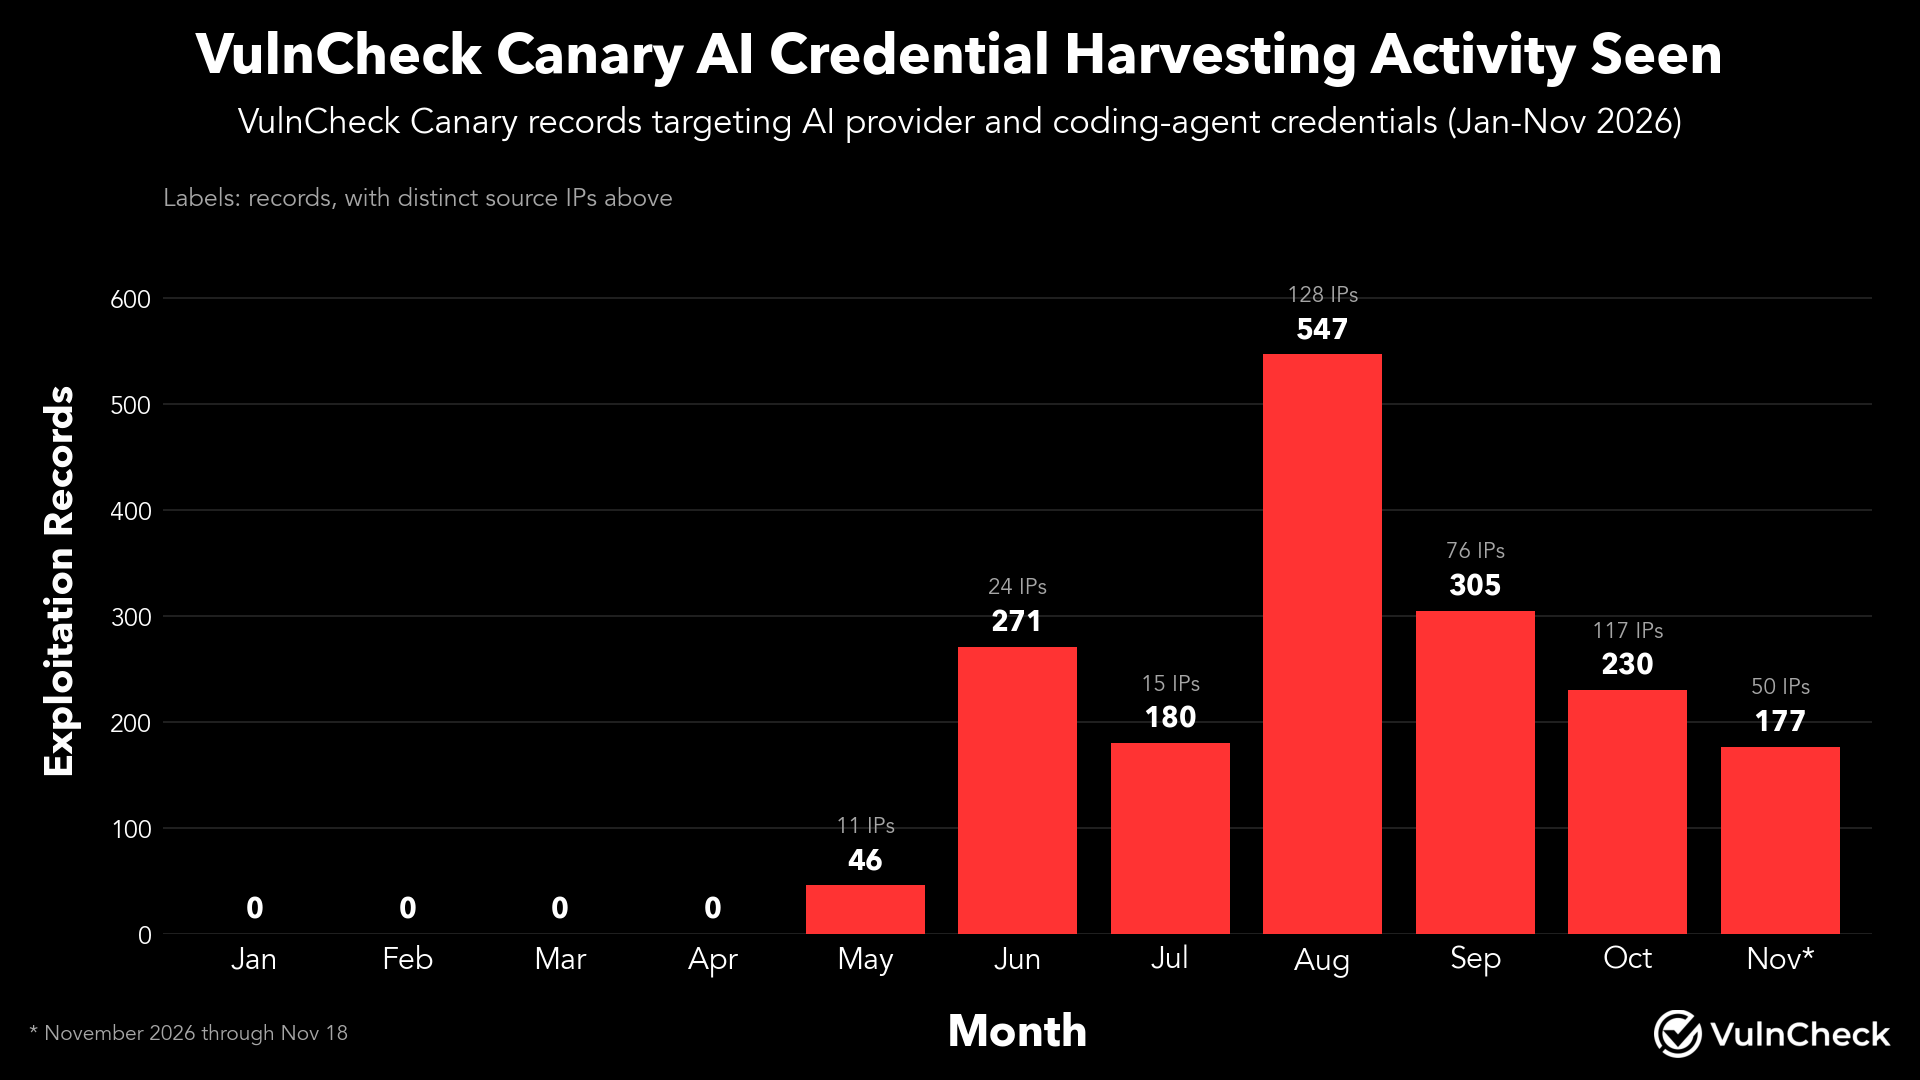 VulnCheck Canary AI Credential Harvesting Activity Seen
VulnCheck Canary records targeting AI provider and coding-agent credentials (Jan-Nov 2026)
Labels: records, with distinct source IPs above
Exploitation Records
600
500
400
300
200
100
0
0
0
0
0
11 IPs
46
24 IPs
271
15 IPs
180
128 IPs
547
76 IPs
305
117 IPs
230
50 IPs
177
Jan
Feb
Mar
Apr
May
Jun
Jul
Aug
Sep
Oct
Nov*
Month
* November 2026 through Nov 18
VulnCheck